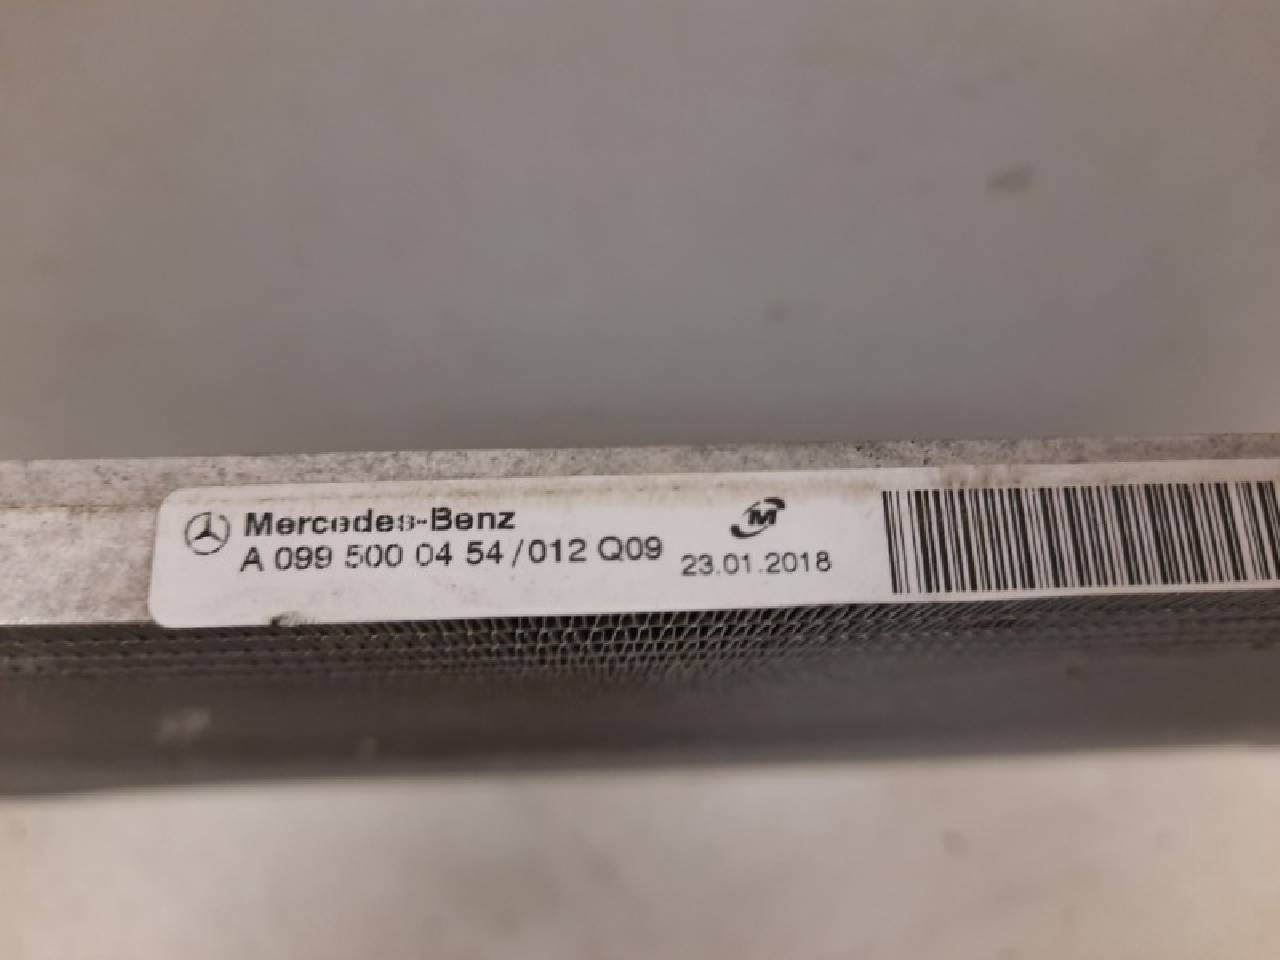 Mercedes-Benz
A 099 500 04 54 / 012 Q09
M
23.01.2018